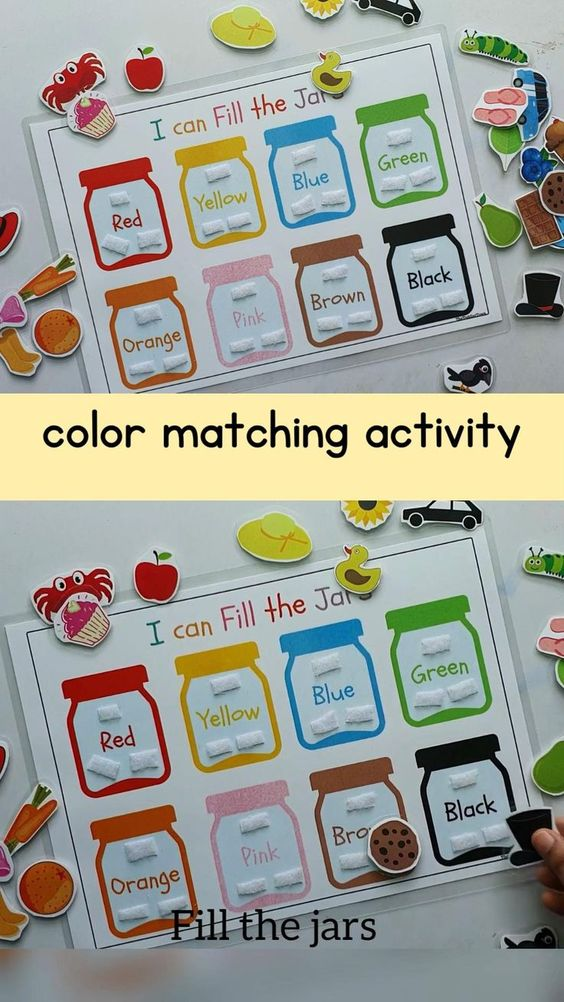 I can Fill the Jars
Red
Yellow
Blue
Green
Orange
Pink
Brown
Black
color matching activity
I can Fill the Jars
Red
Yellow
Blue
Green
Orange
Pink
Bro
Black
Fill the jars